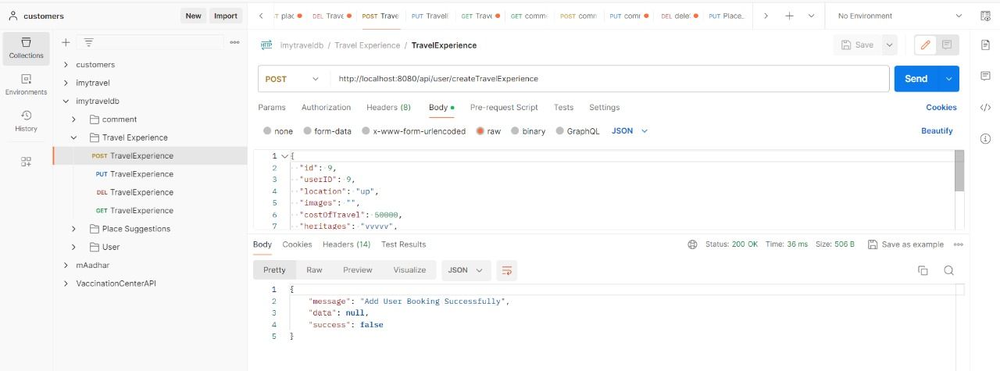 customers
New
Import
plac
DEL Trave
POST Trave
PUT Travel
GET Trave
GET comm
POST comn
PUT comr
DEL dele
PUT Place..
No Environment
Collections
Environments
History
customers
imytravel
imytraveldb
comment
Travel Experience
POST TravelExperience
PUT TravelExperience
DEL TravelExperience
GET TravelExperience
Place Suggestions
User
mAadhar
VaccinationCenterAPI
HTTP imytraveldb / Travel Experience / TravelExperience
Save
POST http://localhost:8080/api/user/createTravelExperience
Send
Params Authorization Headers (8) Body Pre-request Script Tests Settings Cookies
none form-data x-www-form-urlencoded raw binary GraphQL JSON Beautify
1 {
2 "id": 9,
3 "userID": 9,
4 "location": "up",
5 "images": "",
6 "costOfTravel": 50000,
7 "heritages": "vvvvv",
Body Cookies Headers (14) Test Results Status: 200 OK Time: 36 ms Size: 506 B Save as example
Pretty Raw Preview Visualize JSON
1 {
2 "message": "Add User Booking Successfully",
3 "data": null,
4 "success": false
5 }